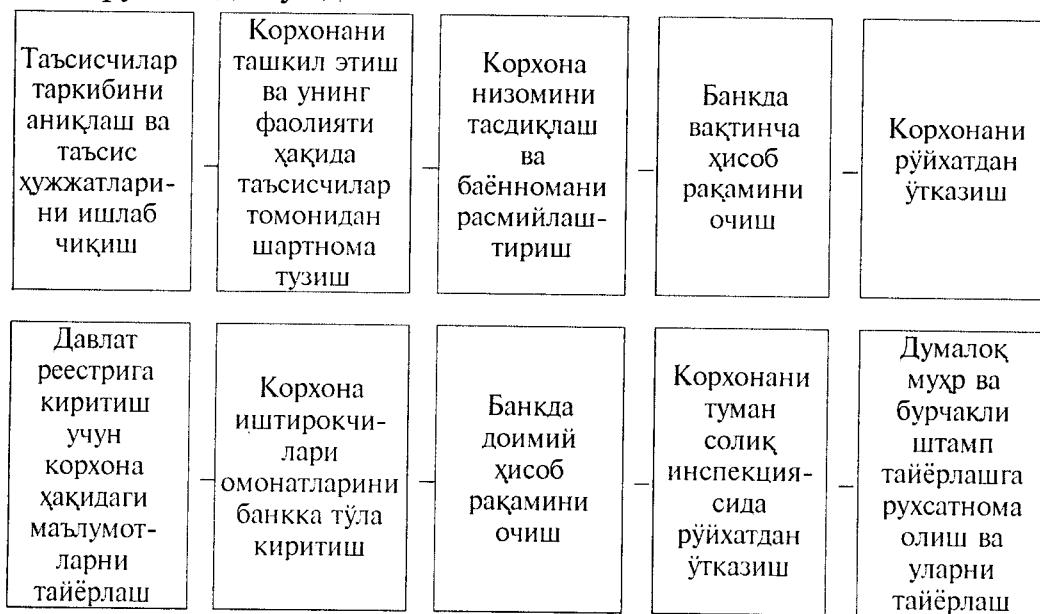 Таъсисчилар
таркибини
аниқлаш ва
таъсис
ҳужжатлари-
ни ишлаб
чиқиш
Корхонани
ташкил этиш
ва унинг
фаолияти
ҳақида
таъсисчилар
томонидан
шартнома
тузиш
Корхона
низомини
тасдиқлаш
ва
баённомани
расмийлаш-
тириш
Банкда
вақтинча
ҳисоб
рақамини
очиш
Корхонани
рўйхатдан
ўтказиш
Давлат
реестрига
киритиш
учун
корхона
ҳақидаги
маълумот-
ларни
тайёрлаш
Корхона
иштирокчи-
лари
омонатларини
банкка тўла
киритиш
Банкда
доимий
ҳисоб
рақамини
очиш
Корхонани
туман
солиқ
инспекция-
сида
рўйхатдан
ўтказиш
Думалоқ
муҳр ва
бурчакли
штамп
тайёрлашга
рухсатнома
олиш ва
уларни
тайёрлаш